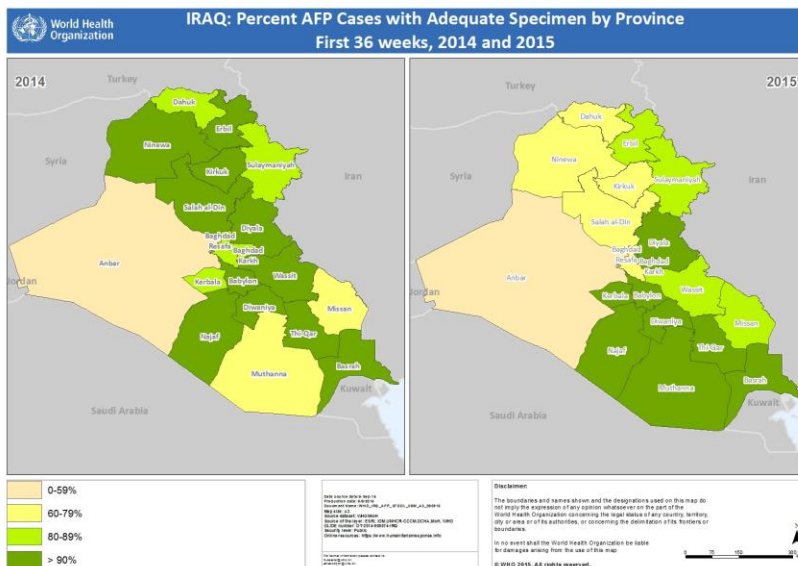 World Health
Organization
IRAQ: Percent AFP Cases with Adequate Specimen by Province
First 36 weeks, 2014 and 2015
2014
Turkey
Syria
Iran
Jordan
Saudi Arabia
Kuwait
Dahuk
Erbil
Ninewa
Sulaymaniyah
Kirkuk
Salah al-Din
Diyala
Baghdad
Resafa
Baghdad
Karkh
Anbar
Wassit
Kerbala
Babylon
Missan
Diwaniya
Thi-Qar
Najaf
Basrah
Muthanna
2015
Turkey
Syria
Iran
Jordan
Saudi Arabia
Kuwait
Dahuk
Erbil
Ninewa
Sulaymaniyah
Kirkuk
Salah al-Din
Diyala
Baghdad
Resafa
Baghdad
Karkh
Anbar
Wassit
Kerbala
Babylon
Missan
Diwaniya
Thi-Qar
Najaf
Basrah
Muthanna
0-59%
60-79%
80-89%
> 90%
Disclaimer:
The boundaries and names shown and the designations used on this map do
not imply the expression of any opinion whatsoever on the part of the
World Health Organization concerning the legal status of any country, territory,
city or area or of its authorities, or concerning the delimitation of its frontiers or
boundaries.
In no event shall the World Health Organization be liable
for damages arising from the use of this map
© WHO 2015. All rights reserved.
N
0 75 150 300